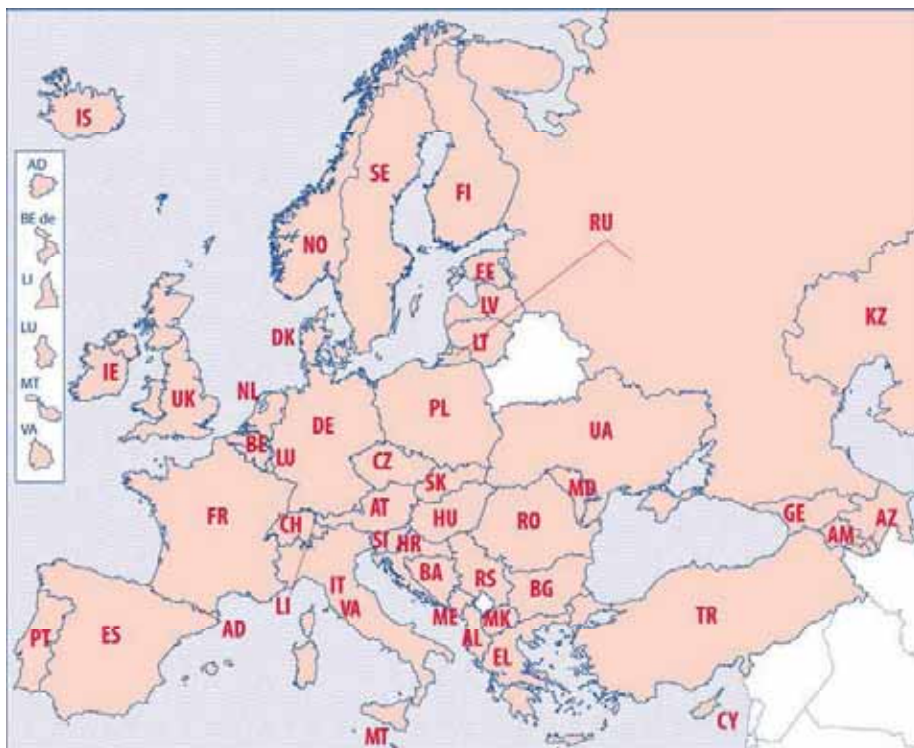 IS
AD
BE de
LI
LU
MT
VA
SE
FI
NO
RU
EE
LV
LT
KZ
DK
IE
UK
NL
BE
LU
DE
PL
UA
CZ
SK
MD
FR
CH
AT
HU
RO
GE
AZ
AM
SI
HR
BA
RS
BG
IT
VA
LI
ME
MK
AL
EL
TR
PT
ES
AD
MT
CY